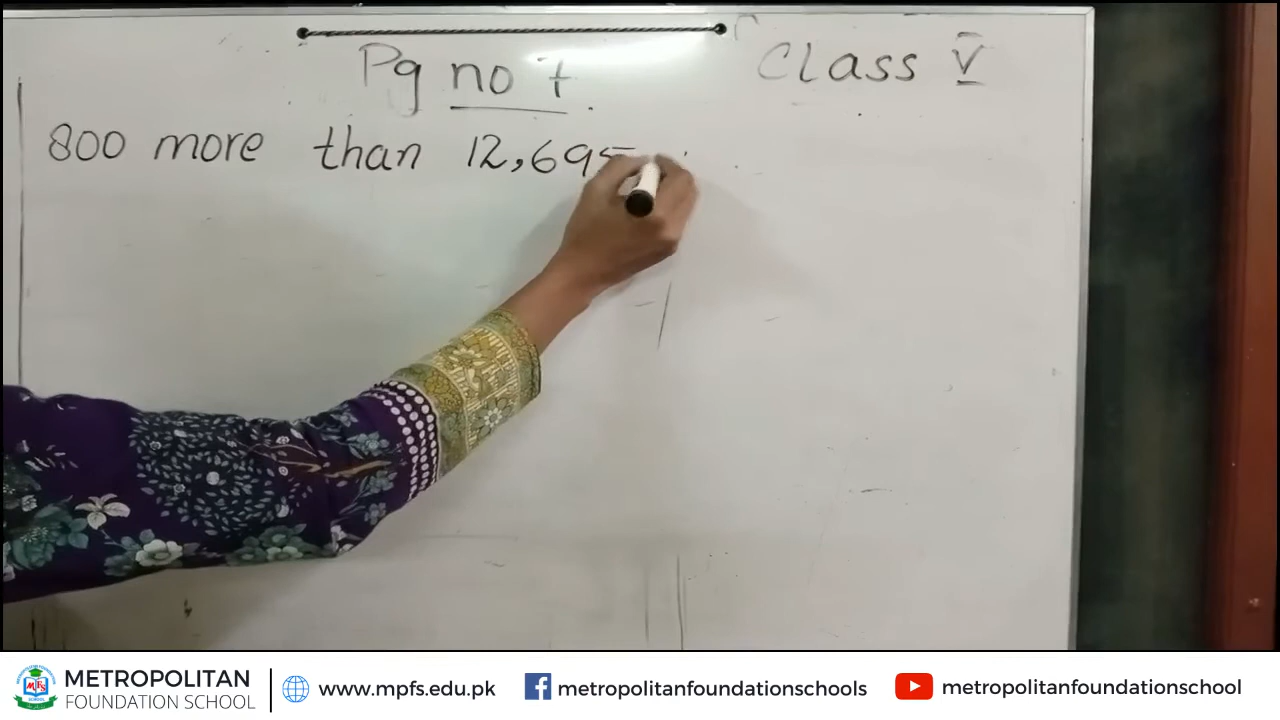 Pg no 7
Class V
800 more than 12,695
METROPOLITAN
FOUNDATION SCHOOL
www.mpfs.edu.pk
metropolitanfoundationschools
metropolitanfoundationschool